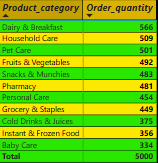 Product_category Order_quantity
Dairy & Breakfast 566
Household Care 509
Pet Care 501
Fruits & Vegetables 492
Snacks & Munchies 483
Pharmacy 481
Personal Care 454
Grocery & Staples 449
Cold Drinks & Juices 375
Instant & Frozen Food 356
Baby Care 334
Total 5000